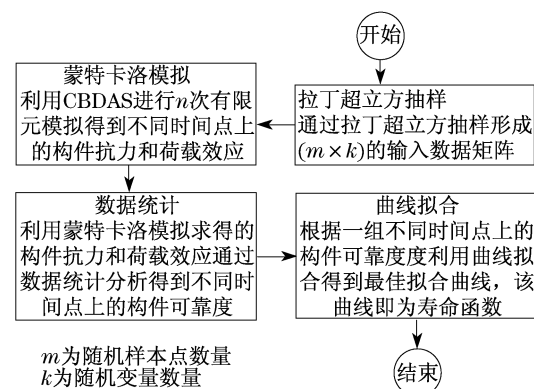 开始
拉丁超立方抽样
通过拉丁超立方抽样形成
(m×k)的输入数据矩阵
蒙特卡洛模拟
利用CBDAS进行n次有限
元模拟得到不同时间点上
的构件抗力和荷载效应
数据统计
利用蒙特卡洛模拟求得的
构件抗力和荷载效应通过
数据统计分析得到不同时
间点上的构件可靠度
曲线拟合
根据一组不同时间点上的
构件可靠度度利用曲线拟
合得到最佳拟合曲线，该
曲线即为寿命函数
结束
m为随机样本点数量
k为随机变量数量